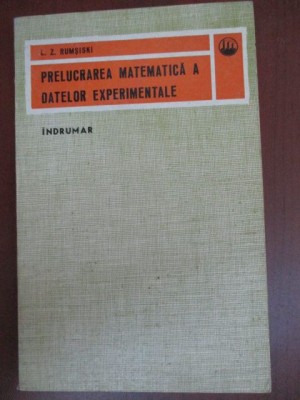 L. Z. RUMŞISKI
PRELUCRAREA MATEMATICĂ A
DATELOR EXPERIMENTALE
ÎNDRUMAR